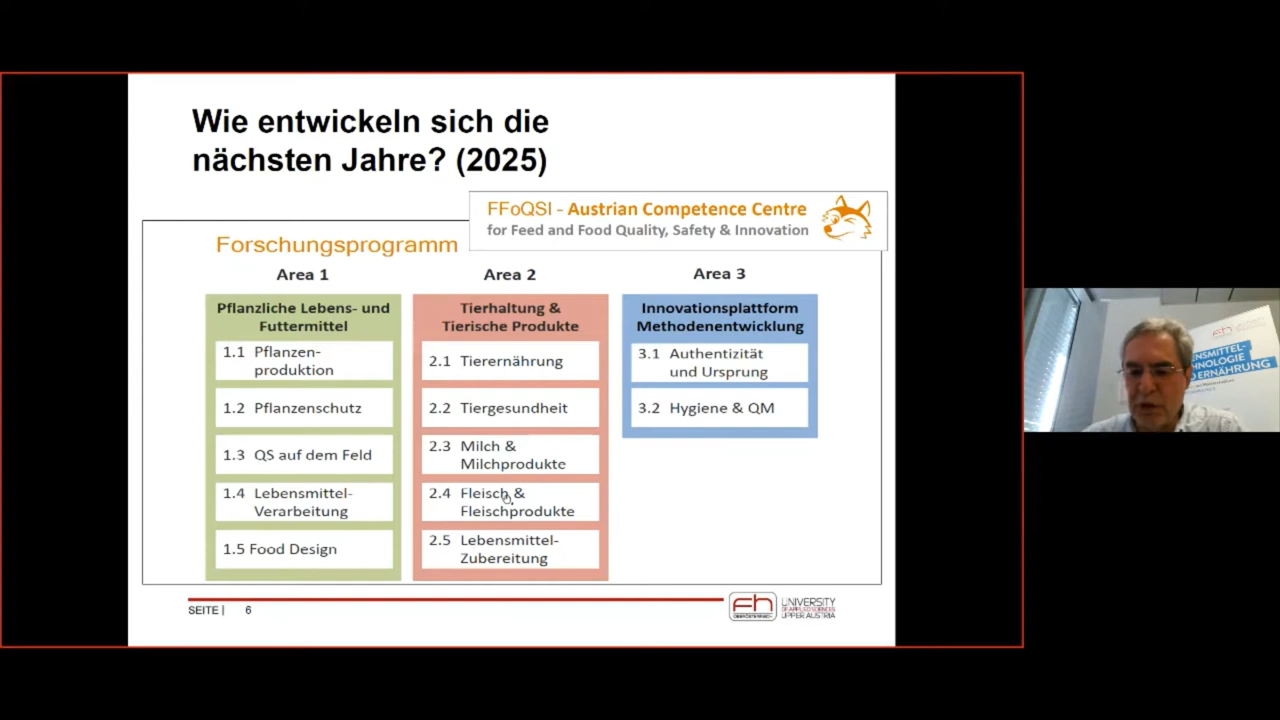 Wie entwickeln sich die
nächsten Jahre? (2025)
FFoQSI - Austrian Competence Centre
for Feed and Food Quality, Safety & Innovation
Forschungsprogramm
Area 1
Pflanzliche Lebens- und
Futtermittel
1.1 Pflanzen-
produktion
1.2 Pflanzenschutz
1.3 QS auf dem Feld
1.4 Lebensmittel-
Verarbeitung
1.5 Food Design
Area 2
Tierhaltung &
Tierische Produkte
2.1 Tierernährung
2.2 Tiergesundheit
2.3 Milch &
Milchprodukte
2.4 Fleisch &
Fleischprodukte
2.5 Lebensmittel-
Zubereitung
Area 3
Innovationsplattform
Methodenentwicklung
3.1 Authentizität
und Ursprung
3.2 Hygiene & QM
SEITE | 6
fh
OBERÖSTERREICH
UNIVERSITY
OF APPLIED SCIENCES
UPPER AUSTRIA
fh
ERNÄHRUNG